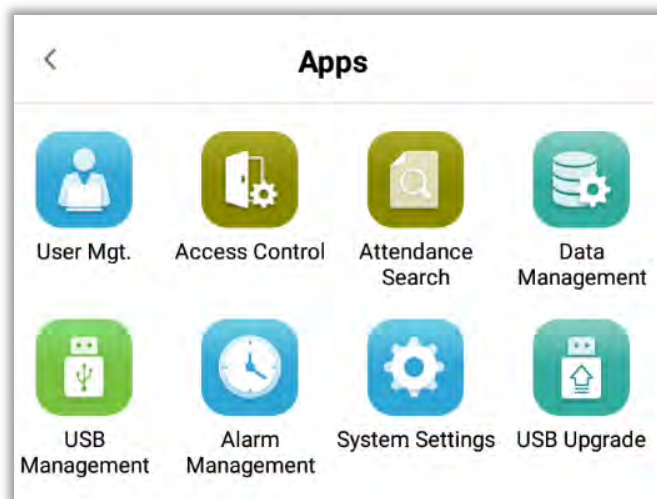 Apps
User Mgt.
Access Control
Attendance
Search
Data
Management
USB
Management
Alarm
Management
System Settings
USB Upgrade